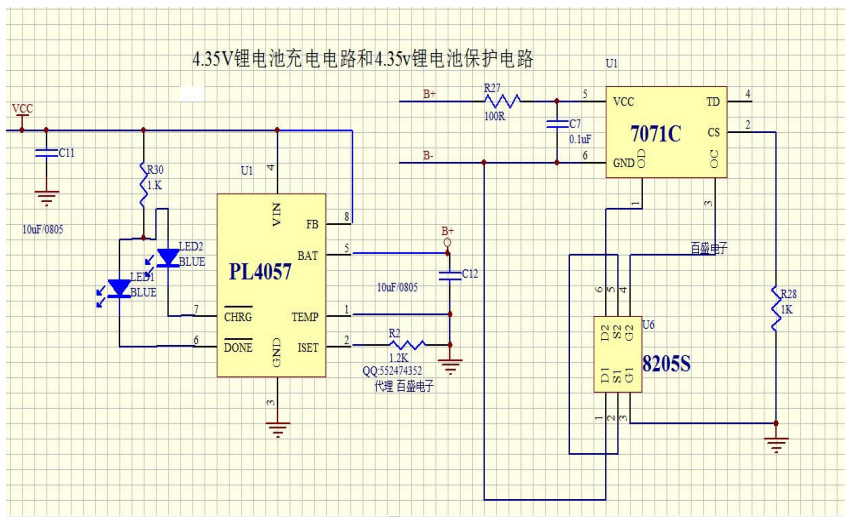 4.35V锂电池充电电路和4.35v锂电池保护电路
VCC
C11
10uF/0805
R30
1.K
LED2
BLUE
LED1
BLUE
U1
4
VIN
FB
8
BAT
5
PL4057
CHRG
7
TEMP
1
DONE
6
ISET
2
GND
3
B+
10uF/0805
C12
R2
1.2K
QQ:552474352
代理 百盛电子
U1
B+
R27
100R
C7
0.1uF
B-
5
VCC
TD
4
7071C
CS
2
6
GND
OD
OC
1
3
百盛电子
6
5
4
D2
S2
G2
U6
8205S
D1
S1
G1
1
2
3
R28
1K